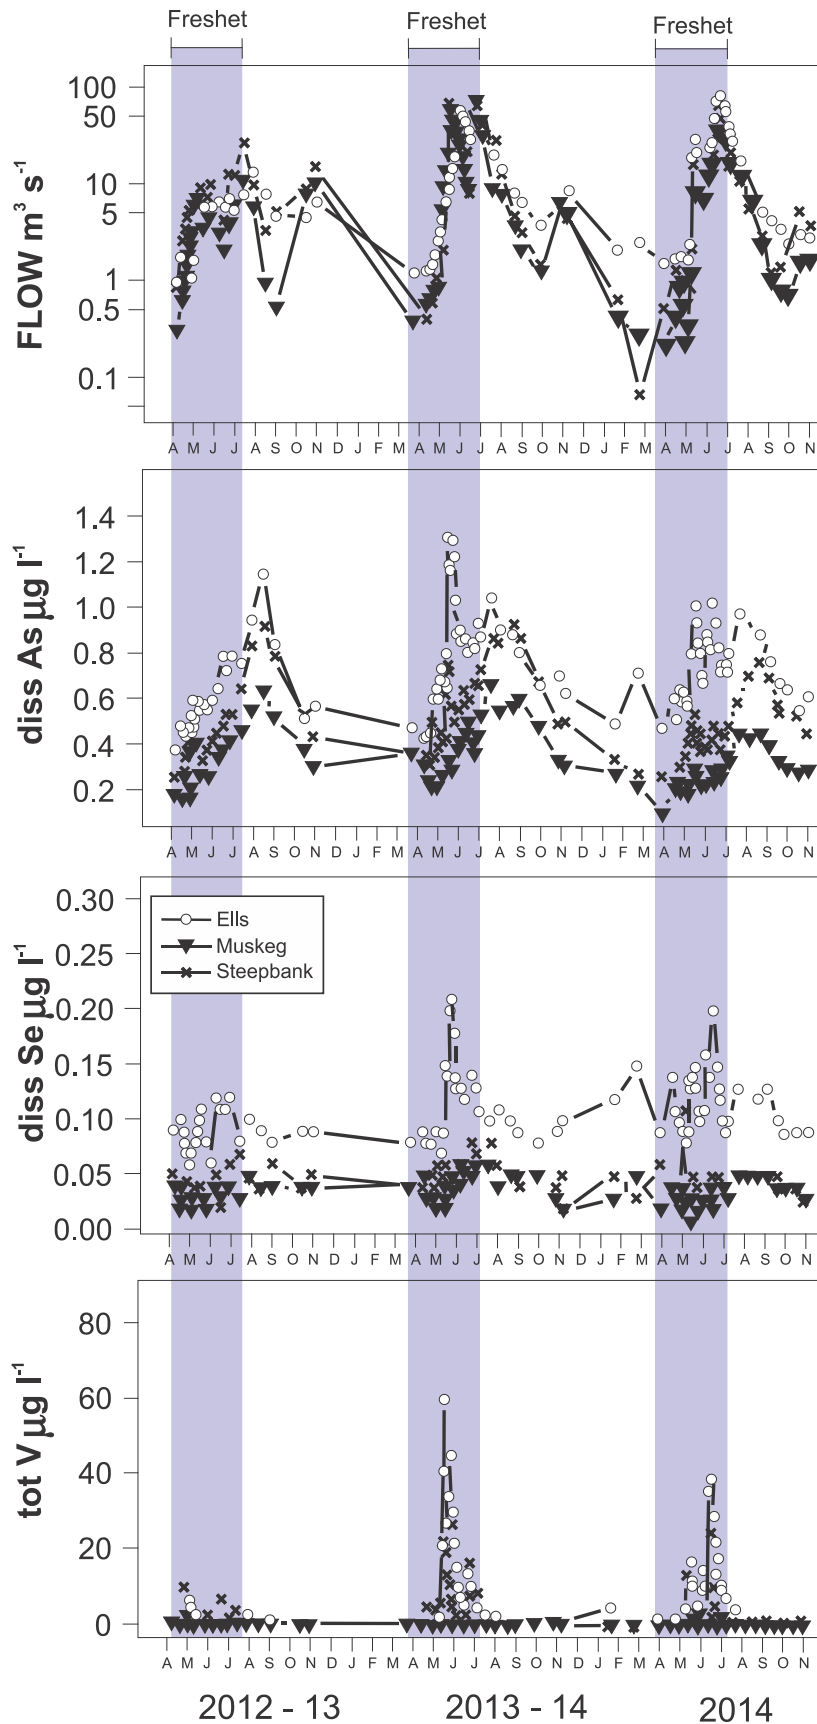 Freshet Freshet Freshet
FLOW m³ s⁻¹
100
50
10
5
1
0.5
0.1
A M J J A S O N D J F M A M J J A S O N D J F M A M J J A S O N
diss As µg l⁻¹
1.4
1.2
1.0
0.8
0.6
0.4
0.2
A M J J A S O N D J F M A M J J A S O N D J F M A M J J A S O N
diss Se µg l⁻¹
0.30
0.25
0.20
0.15
0.10
0.05
0.00
Ells
Muskeg
Steepbank
A M J J A S O N D J F M A M J J A S O N D J F M A M J J A S O N
tot V µg l⁻¹
80
60
40
20
0
A M J J A S O N D J F M A M J J A S O N D J F M A M J J A S O N
2012 - 13 2013 - 14 2014